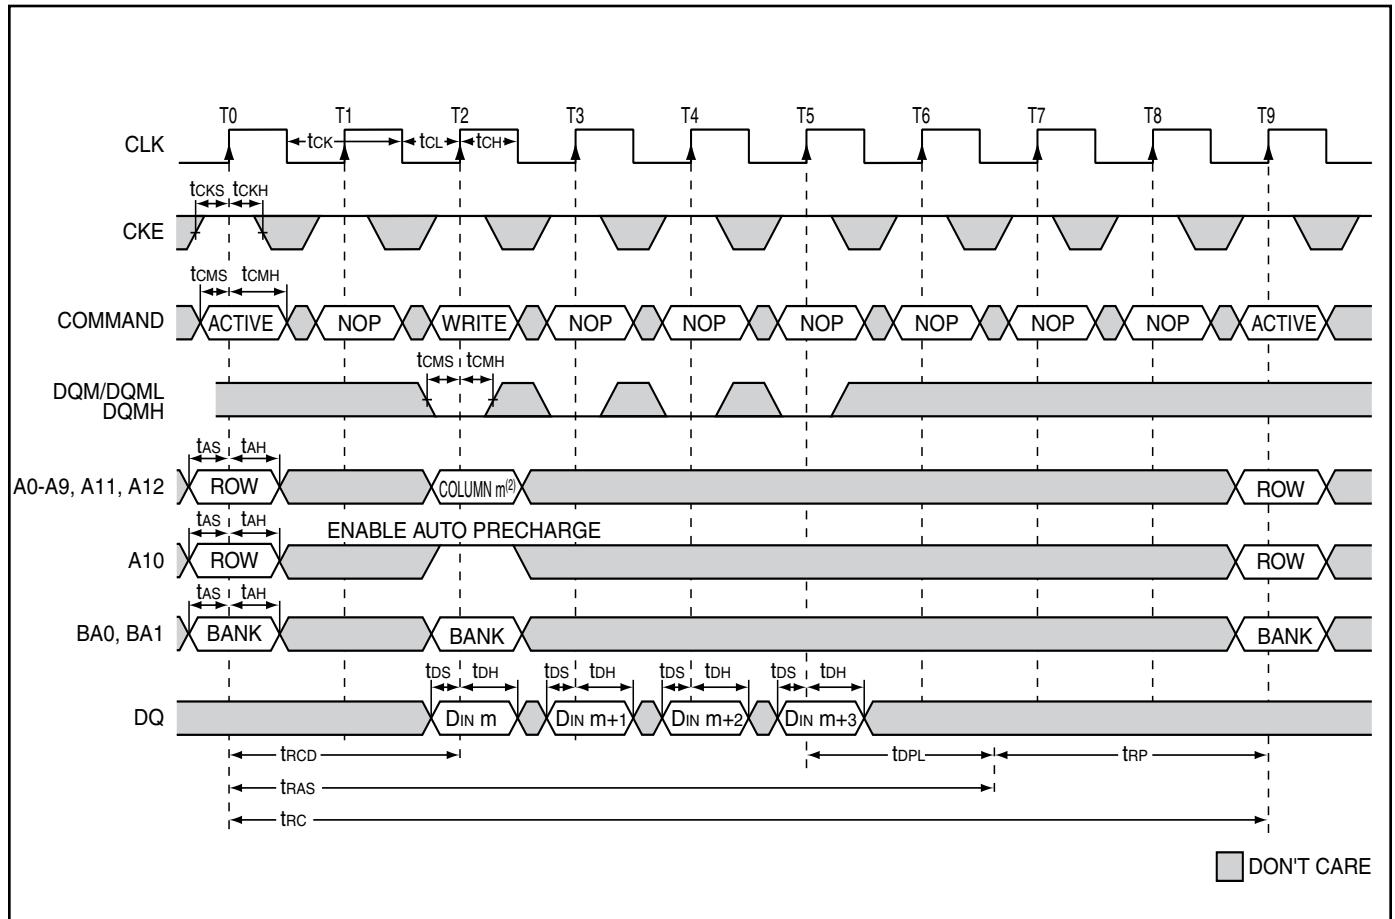 T0 T1 T2 T3 T4 T5 T6 T7 T8 T9
CLK tCK tCL tCH
tCKS tCKH
CKE
tCMS tCMH
COMMAND ACTIVE NOP WRITE NOP NOP NOP NOP NOP NOP ACTIVE
tCMS tCMH
DQM/DQML
DQMH
tAS tAH
A0-A9, A11, A12 ROW COLUMN m(2) ROW
tAS tAH ENABLE AUTO PRECHARGE
A10 ROW ROW
tAS tAH
BA0, BA1 BANK BANK BANK
tDS tDH tDS tDH tDS tDH tDS tDH
DQ DIN m DIN m+1 DIN m+2 DIN m+3
tRCD tDPL tRP
tRAS
tRC
DON'T CARE